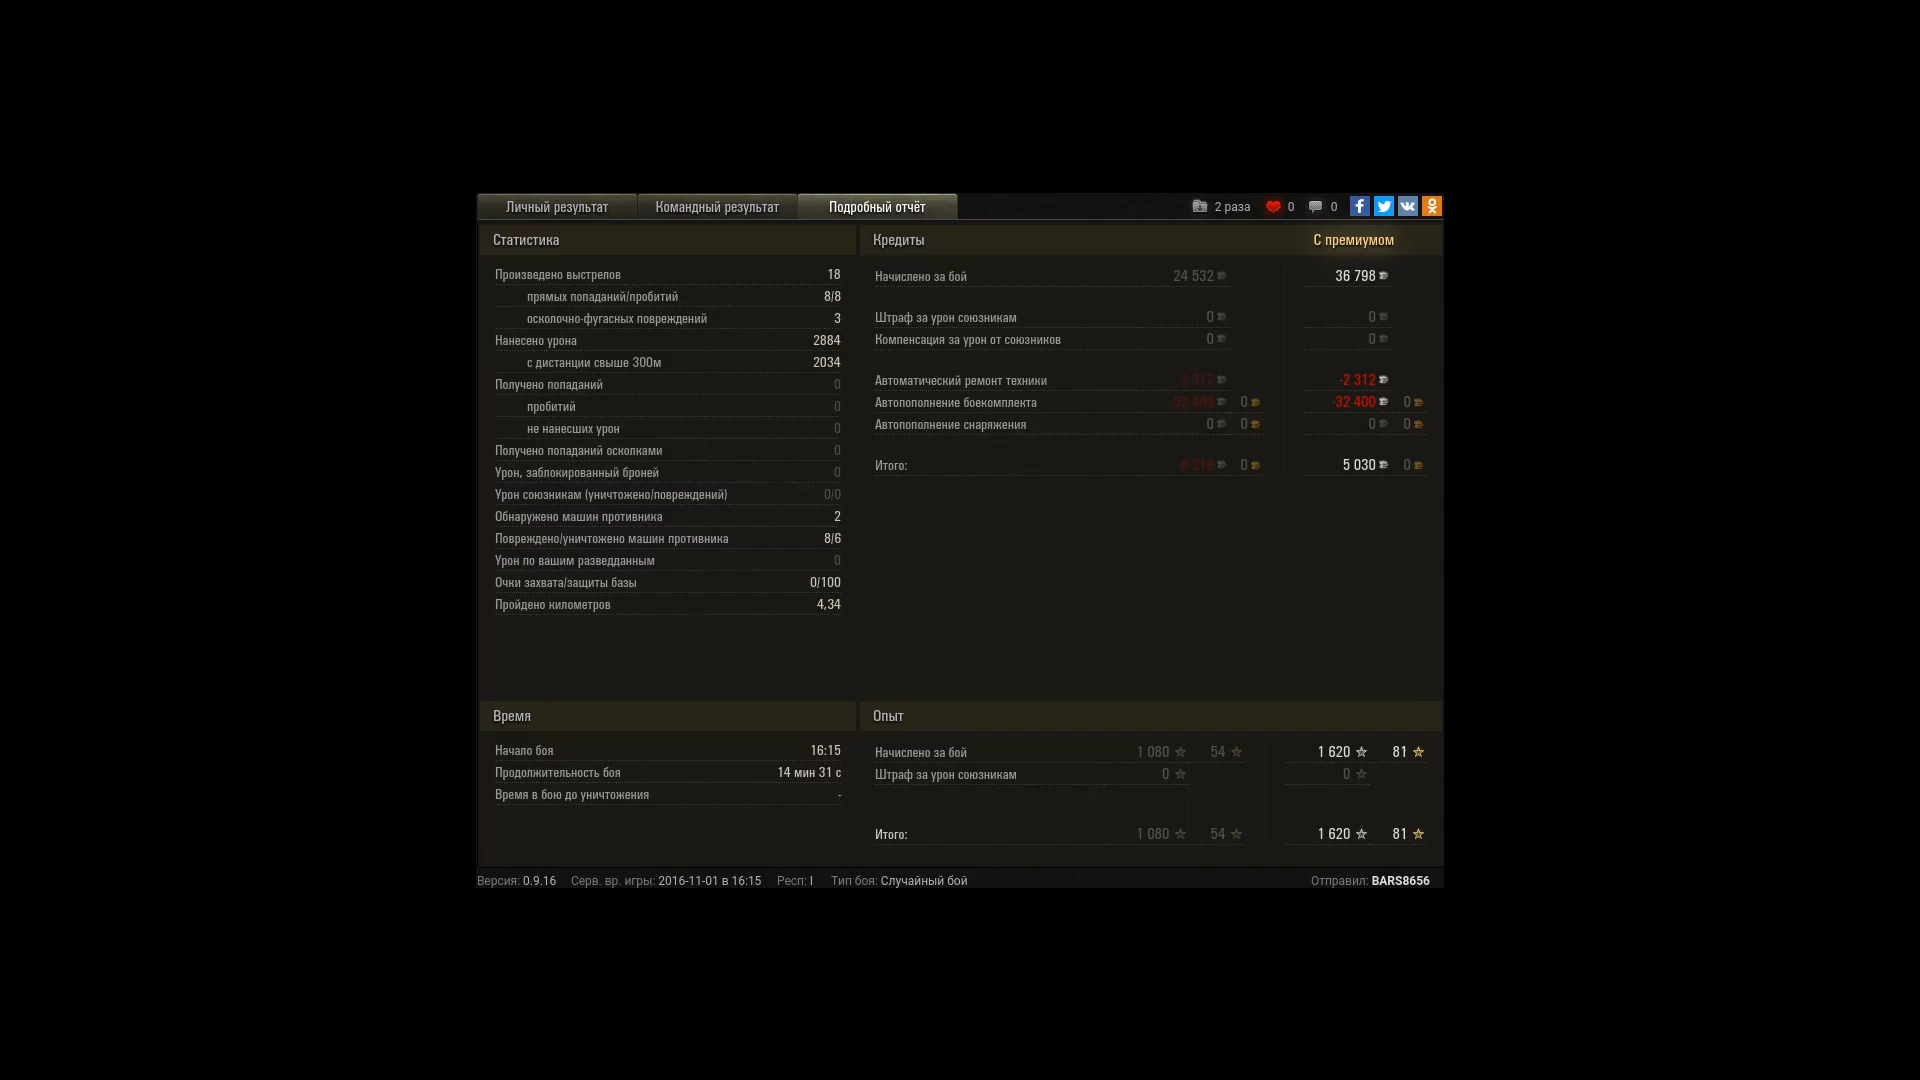 Личный результат Командный результат Подробный отчёт 2 раза 0 0
Статистика
Произведено выстрелов 18
прямых попаданий/пробитий 8/8
осколочно-фугасных повреждений 3
Нанесено урона 2884
с дистанции свыше 300м 2034
Получено попаданий 0
пробитий 0
не нанесших урон 0
Получено попаданий осколками 0
Урон, заблокированный броней 0
Урон союзникам (уничтожено/повреждений) 0/0
Обнаружено машин противника 2
Повреждено/уничтожено машин противника 8/6
Урон по вашим разведданным 0
Очки захвата/защиты базы 0/100
Пройдено километров 4,34
Кредиты С премиумом
Начислено за бой 24 532 36 798
Штраф за урон союзникам 0 0
Компенсация за урон от союзников 0 0
Автоматический ремонт техники -2 312 -2 312
Автопополнение боекомплекта -32 400 0 -32 400 0
Автопополнение снаряжения 0 0 0 0
Итого: 0 5 030 0
Время
Начало боя 16:15
Продолжительность боя 14 мин 31 с
Время в бою до уничтожения -
Опыт
Начислено за бой 1 080 54 1 620 81
Штраф за урон союзникам 0 0
Итого: 1 080 54 1 620 81
Версия: 0.9.16 Серв. вр. игры: 2016-11-01 в 16:15 Респ: I Тип боя: Случайный бой Отправил: BARS8656